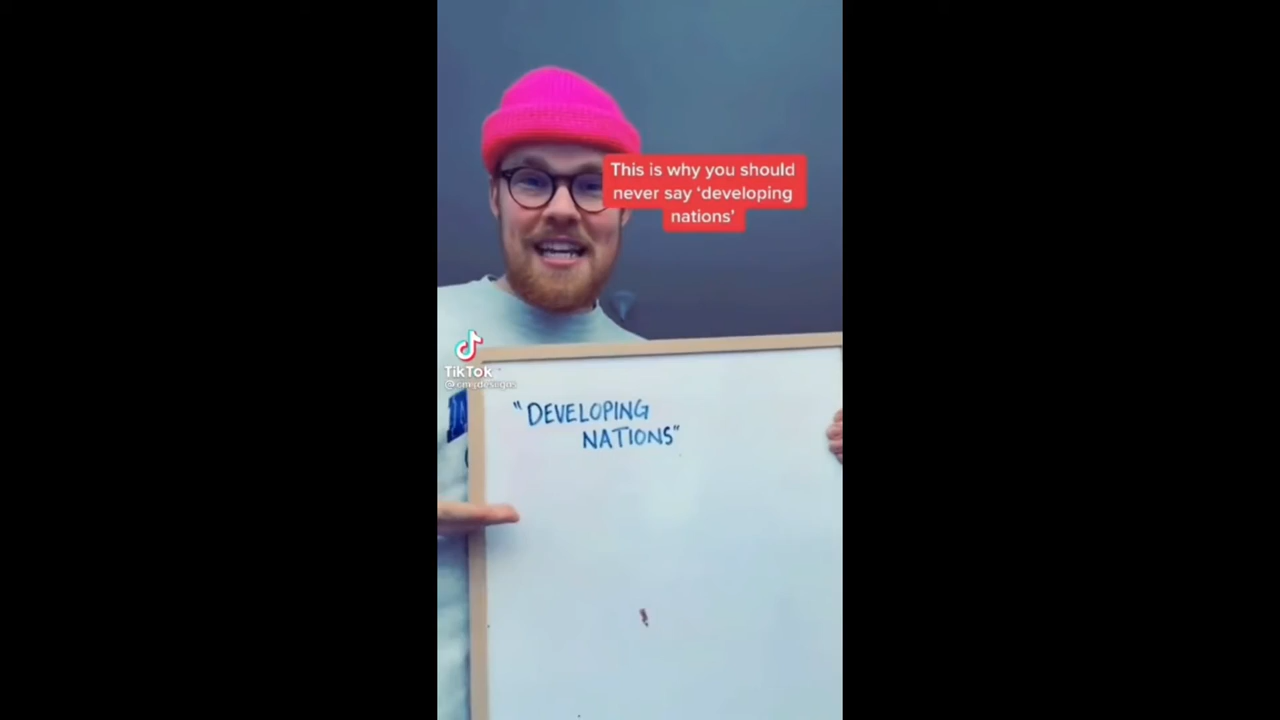 This is why you should
never say ‘developing
nations’
TikTok
"DEVELOPING
NATIONS"